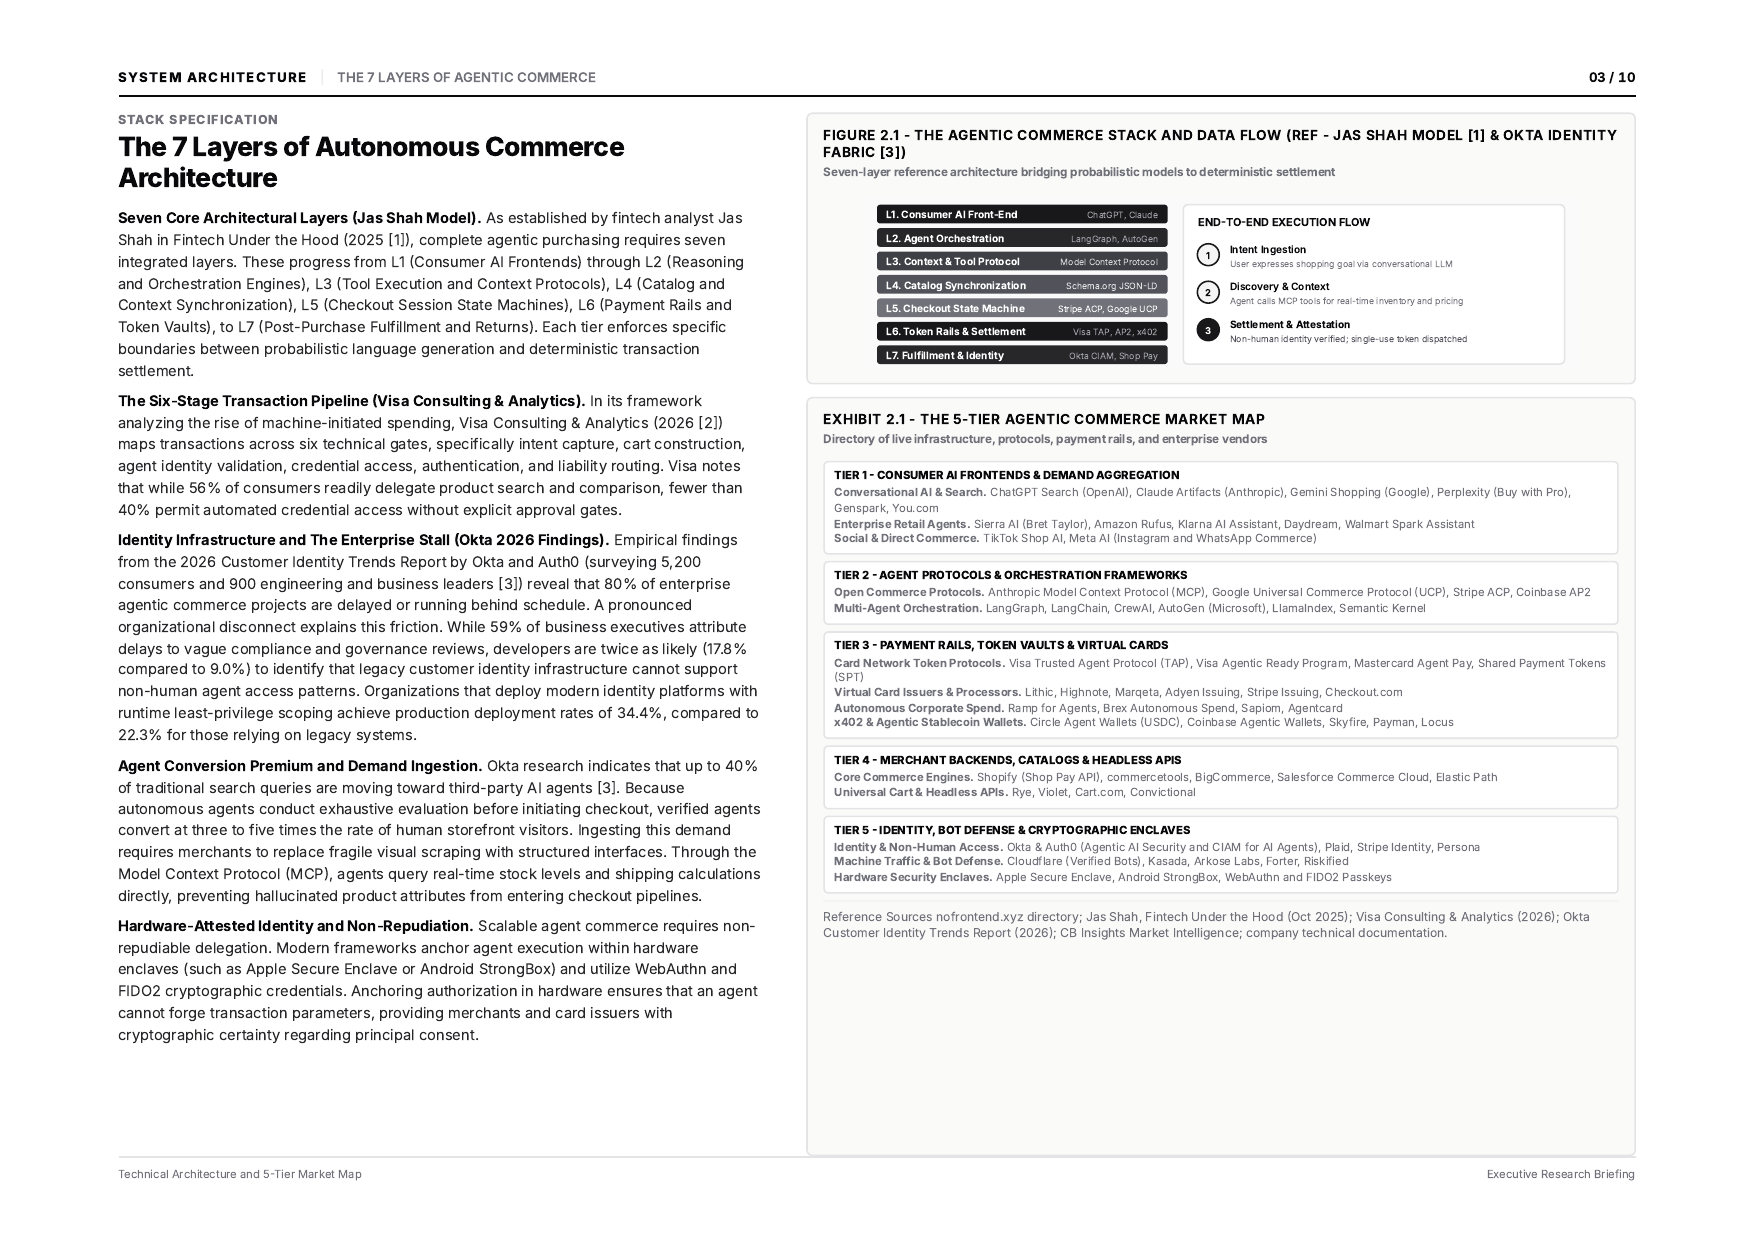 SYSTEM ARCHITECTURE THE 7 LAYERS OF AGENTIC COMMERCE 03 / 10
STACK SPECIFICATION
The 7 Layers of Autonomous Commerce
Architecture
Seven Core Architectural Layers (Jas Shah Model). As established by fintech analyst Jas
Shah in Fintech Under the Hood (2025 [1]), complete agentic purchasing requires seven
integrated layers. These progress from L1 (Consumer AI Frontends) through L2 (Reasoning
and Orchestration Engines), L3 (Tool Execution and Context Protocols), L4 (Catalog and
Context Synchronization), L5 (Checkout Session State Machines), L6 (Payment Rails and
Token Vaults), to L7 (Post-Purchase Fulfillment and Returns). Each tier enforces specific
boundaries between probabilistic language generation and deterministic transaction
settlement.
The Six-Stage Transaction Pipeline (Visa Consulting & Analytics). In its framework
analyzing the rise of machine-initiated spending, Visa Consulting & Analytics (2026 [2])
maps transactions across six technical gates, specifically intent capture, cart construction,
agent identity validation, credential access, authentication, and liability routing. Visa notes
that while 56% of consumers readily delegate product search and comparison, fewer than
40% permit automated credential access without explicit approval gates.
Identity Infrastructure and The Enterprise Stall (Okta 2026 Findings). Empirical findings
from the 2026 Customer Identity Trends Report by Okta and Auth0 (surveying 5,200
consumers and 900 engineering and business leaders [3]) reveal that 80% of enterprise
agentic commerce projects are delayed or running behind schedule. A pronounced
organizational disconnect explains this friction. While 59% of business executives attribute
delays to vague compliance and governance reviews, developers are twice as likely (17.8%
compared to 9.0%) to identify that legacy customer identity infrastructure cannot support
non-human agent access patterns. Organizations that deploy modern identity platforms with
runtime least-privilege scoping achieve production deployment rates of 34.4%, compared to
22.3% for those relying on legacy systems.
Agent Conversion Premium and Demand Ingestion. Okta research indicates that up to 40%
of traditional search queries are moving toward third-party AI agents [3]. Because
autonomous agents conduct exhaustive evaluation before initiating checkout, verified agents
convert at three to five times the rate of human storefront visitors. Ingesting this demand
requires merchants to replace fragile visual scraping with structured interfaces. Through the
Model Context Protocol (MCP), agents query real-time stock levels and shipping calculations
directly, preventing hallucinated product attributes from entering checkout pipelines.
Hardware-Attested Identity and Non-Repudiation. Scalable agent commerce requires non-
repudiable delegation. Modern frameworks anchor agent execution within hardware
enclaves (such as Apple Secure Enclave or Android StrongBox) and utilize WebAuthn and
FIDO2 cryptographic credentials. Anchoring authorization in hardware ensures that an agent
cannot forge transaction parameters, providing merchants and card issuers with
cryptographic certainty regarding principal consent.
FIGURE 2.1 - THE AGENTIC COMMERCE STACK AND DATA FLOW (REF - JAS SHAH MODEL [1] & OKTA IDENTITY
FABRIC [3])
Seven-layer reference architecture bridging probabilistic models to deterministic settlement
L1. Consumer AI Front-End ChatGPT, Claude
L2. Agent Orchestration LangGraph, AutoGen
L3. Context & Tool Protocol Model Context Protocol
L4. Catalog Synchronization Schema.org JSON-LD
L5. Checkout State Machine Stripe ACP, Google UCP
L6. Token Rails & Settlement Visa TAP, AP2, x402
L7. Fulfillment & Identity Okta CIAM, Shop Pay
END-TO-END EXECUTION FLOW
1 Intent Ingestion
User expresses shopping goal via conversational LLM
2 Discovery & Context
Agent calls MCP tools for real-time inventory and pricing
3 Settlement & Attestation
Non-human identity verified; single-use token dispatched
EXHIBIT 2.1 - THE 5-TIER AGENTIC COMMERCE MARKET MAP
Directory of live infrastructure, protocols, payment rails, and enterprise vendors
TIER 1 - CONSUMER AI FRONTENDS & DEMAND AGGREGATION
Conversational AI & Search. ChatGPT Search (OpenAI), Claude Artifacts (Anthropic), Gemini Shopping (Google), Perplexity (Buy with Pro),
Genspark, You.com
Enterprise Retail Agents. Sierra AI (Bret Taylor), Amazon Rufus, Klarna AI Assistant, Daydream, Walmart Spark Assistant
Social & Direct Commerce. TikTok Shop AI, Meta AI (Instagram and WhatsApp Commerce)
TIER 2 - AGENT PROTOCOLS & ORCHESTRATION FRAMEWORKS
Open Commerce Protocols. Anthropic Model Context Protocol (MCP), Google Universal Commerce Protocol (UCP), Stripe ACP, Coinbase AP2
Multi-Agent Orchestration. LangGraph, LangChain, CrewAI, AutoGen (Microsoft), LlamaIndex, Semantic Kernel
TIER 3 - PAYMENT RAILS, TOKEN VAULTS & VIRTUAL CARDS
Card Network Token Protocols. Visa Trusted Agent Protocol (TAP), Visa Agentic Ready Program, Mastercard Agent Pay, Shared Payment Tokens
(SPT)
Virtual Card Issuers & Processors. Lithic, Highnote, Marqeta, Adyen Issuing, Stripe Issuing, Checkout.com
Autonomous Corporate Spend. Ramp for Agents, Brex Autonomous Spend, Sapiom, Agentcard
x402 & Agentic Stablecoin Wallets. Circle Agent Wallets (USDC), Coinbase Agentic Wallets, Skyfire, Payman, Locus
TIER 4 - MERCHANT BACKENDS, CATALOGS & HEADLESS APIS
Core Commerce Engines. Shopify (Shop Pay API), commercetools, BigCommerce, Salesforce Commerce Cloud, Elastic Path
Universal Cart & Headless APIs. Rye, Violet, Cart.com, Convictional
TIER 5 - IDENTITY, BOT DEFENSE & CRYPTOGRAPHIC ENCLAVES
Identity & Non-Human Access. Okta & Auth0 (Agentic AI Security and CIAM for AI Agents), Plaid, Stripe Identity, Persona
Machine Traffic & Bot Defense. Cloudflare (Verified Bots), Kasada, Arkose Labs, Forter, Riskified
Hardware Security Enclaves. Apple Secure Enclave, Android StrongBox, WebAuthn and FIDO2 Passkeys
Reference Sources nofrontend.xyz directory; Jas Shah, Fintech Under the Hood (Oct 2025); Visa Consulting & Analytics (2026); Okta
Customer Identity Trends Report (2026); CB Insights Market Intelligence; company technical documentation.
Technical Architecture and 5-Tier Market Map Executive Research Briefing